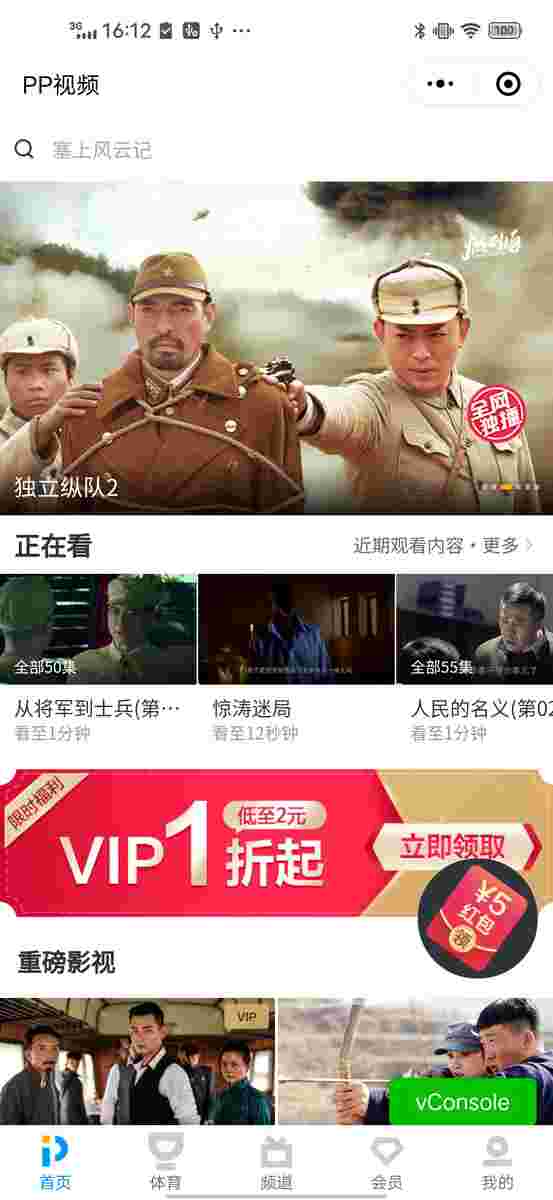 3G 16:12 100
PP视频
塞上风云记
全网
独播
独立纵队2
正在看
近期观看内容·更多
全部50集
全部55集
从将军到士兵(第…
惊涛迷局
人民的名义(第02
看至1分钟
看至12秒钟
看至1分钟
限时福利
VIP1折起
低至2元
立即领取
¥5
红包
领
重磅影视
VIP
vConsole
首页
体育
频道
会员
我的